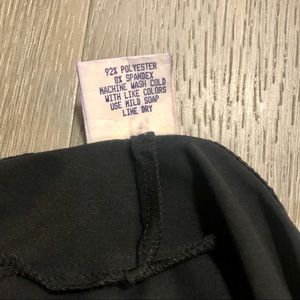 92% POLYESTER
8% SPANDEX
MACHINE WASH COLD
WITH LIKE COLORS
USE MILD SOAP
LINE DRY